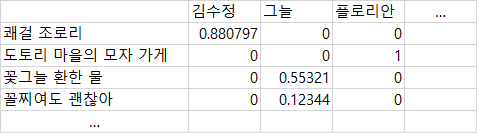 김수정 그늘 플로리안 ...
쾌걸 조로리 0.880797 0 0
도토리 마을의 모자 가게 0 0 1
꽃그늘 환한 물 0 0.55321 0
꼴찌여도 괜찮아 0 0.12344 0
...